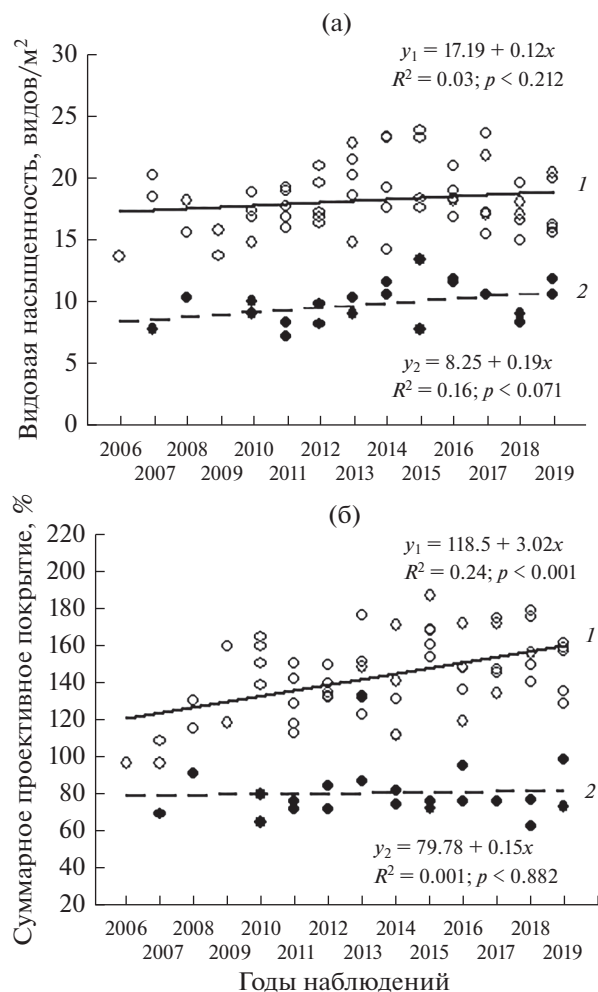 (а)
Видовая насыщенность, видов/м²
30
25
20
15
10
5
0
y₁ = 17.19 + 0.12x
R² = 0.03; p < 0.212
1
2
y₂ = 8.25 + 0.19x
R² = 0.16; p < 0.071
2006 2008 2010 2012 2014 2016 2018
2007 2009 2011 2013 2015 2017 2019
(б)
Суммарное проективное покрытие, %
220
200
180
160
140
120
100
80
60
40
20
y₁ = 118.5 + 3.02x
R² = 0.24; p < 0.001
1
2
y₂ = 79.78 + 0.15x
R² = 0.001; p < 0.882
2006 2008 2010 2012 2014 2016 2018
2007 2009 2011 2013 2015 2017 2019
Годы наблюдений